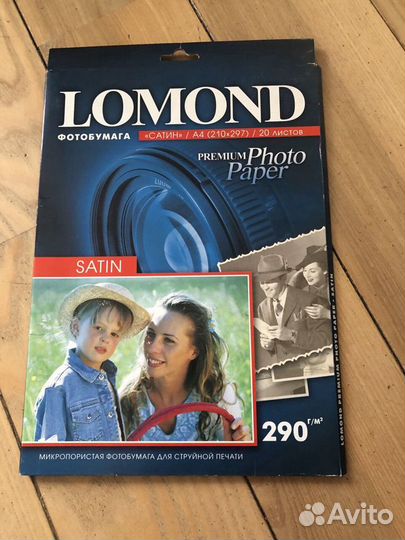 LOMOND
ФОТОБУМАГА
«САТИН» / А4 (210×297) / 20 листов
PREMIUM Photo
Paper
SATIN
290 г/м²
МИКРОПОРИСТАЯ ФОТОБУМАГА ДЛЯ СТРУЙНОЙ ПЕЧАТИ
LOMOND PREMIUM PHOTO PAPER • SATIN
Avito